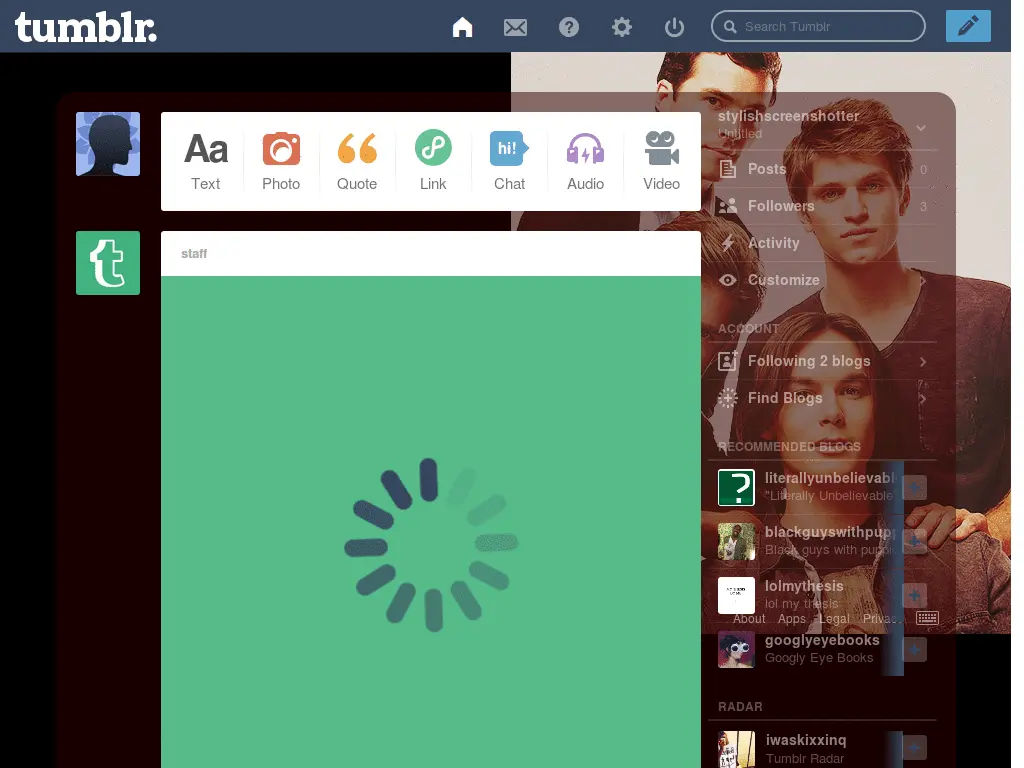 tumblr.
Search Tumblr
Aa
Text
Photo
Quote
Link
hi!
Chat
Audio
Video
stylishscreenshotter
Untitled
Posts 0
Followers 3
Activity
Customize
ACCOUNT
Following 2 blogs
Find Blogs
RECOMMENDED BLOGS
literallyunbelievabl
"Literally Unbelievable
blackguyswithpupp
Black guys with puppi
lolmythesis
lol my thesis
About Apps Legal Privac
googlyeyebooks
Googly Eye Books
RADAR
iwaskixxinq
Tumblr Radar
t
staff